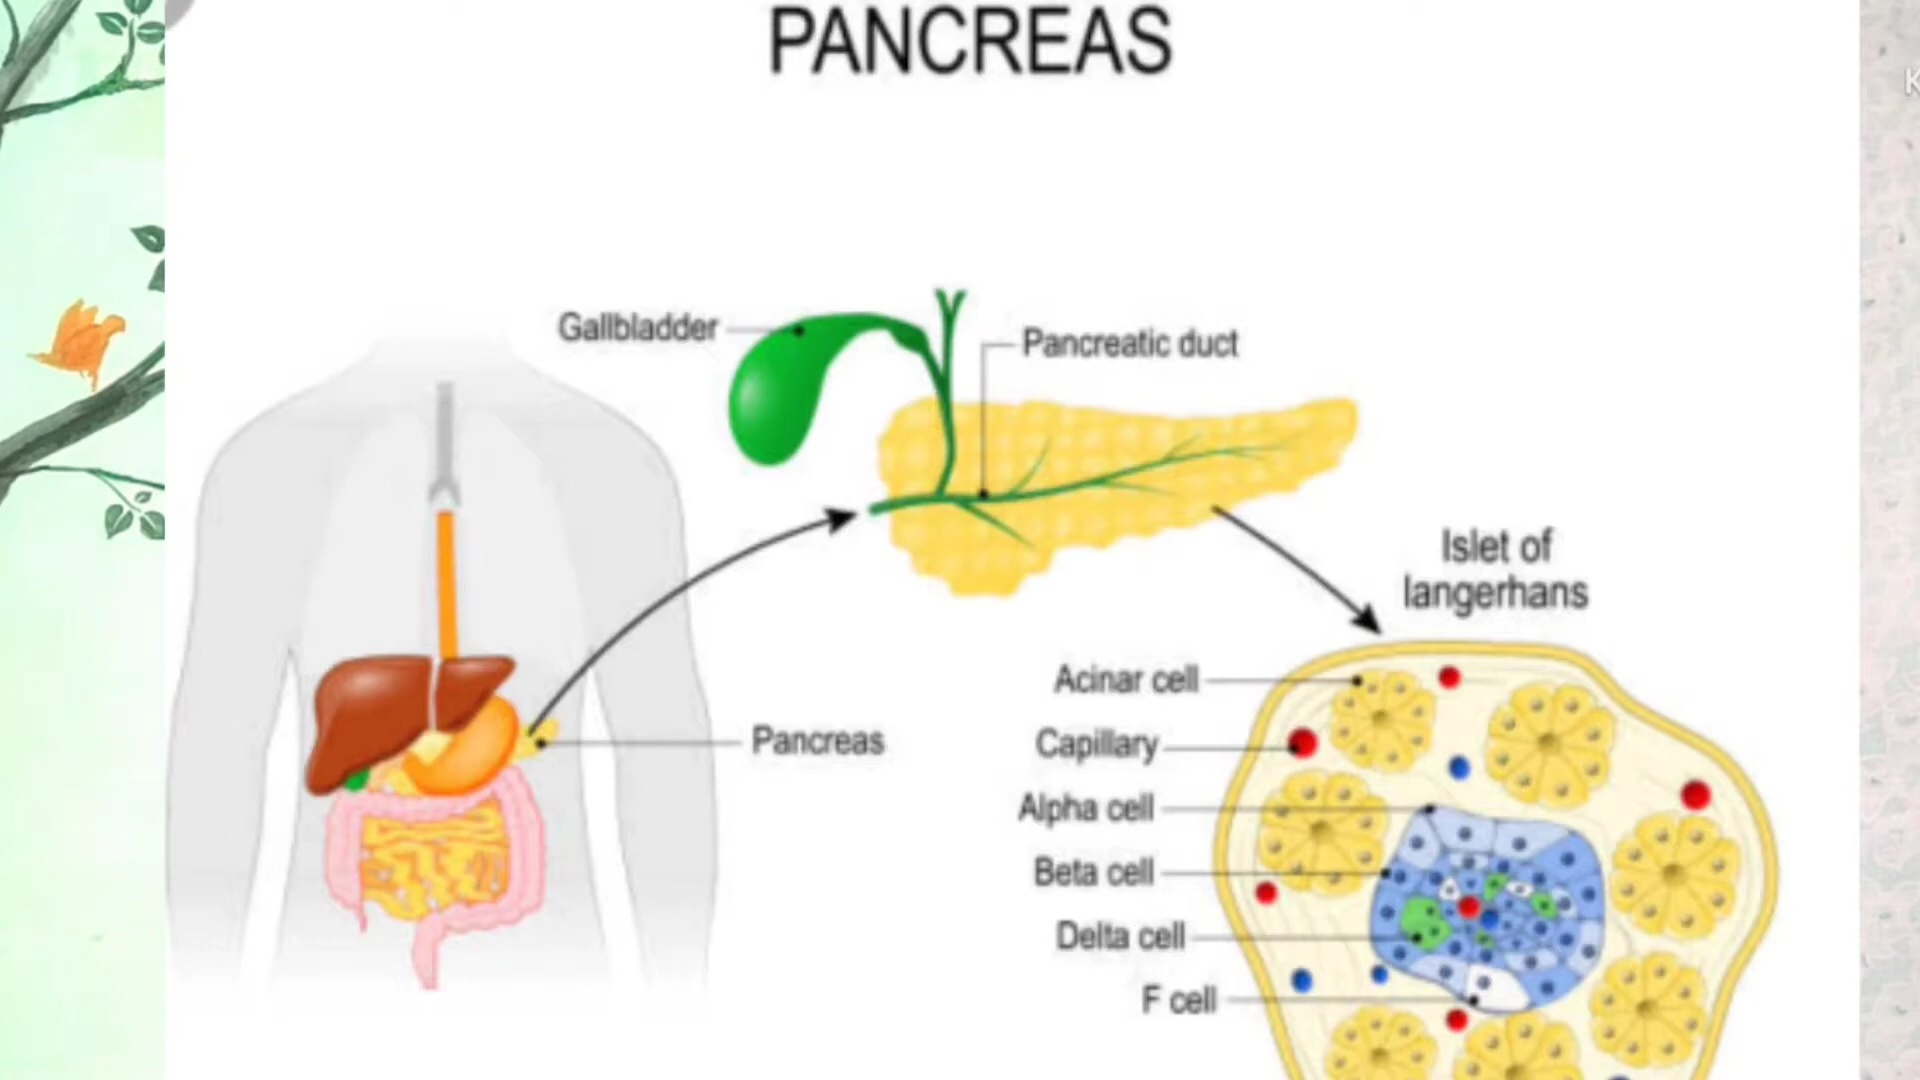 PANCREAS
Gallbladder
Pancreatic duct
Islet of
langerhans
Acinar cell
Pancreas
Capillary
Alpha cell
Beta cell
Delta cell
F cell